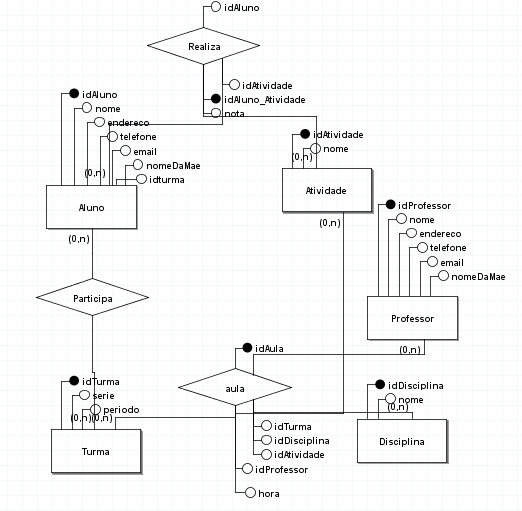 idAluno
Realiza
idAtividade
idAluno_Atividade
nota
idAluno
nome
endereco
telefone
email
nomeDaMae
idturma
(0,n)
Aluno
(0,n)
idAtividade
nome
(0,n)
Atividade
(0,n)
idProfessor
nome
endereco
telefone
email
nomeDaMae
Professor
(0,n)
Participa
idAula
aula
idTurma
idDisciplina
idAtividade
idProfessor
hora
idTurma
serie
periodo
(0,n)
(0,n)
Turma
idDisciplina
nome
(0,n)
Disciplina